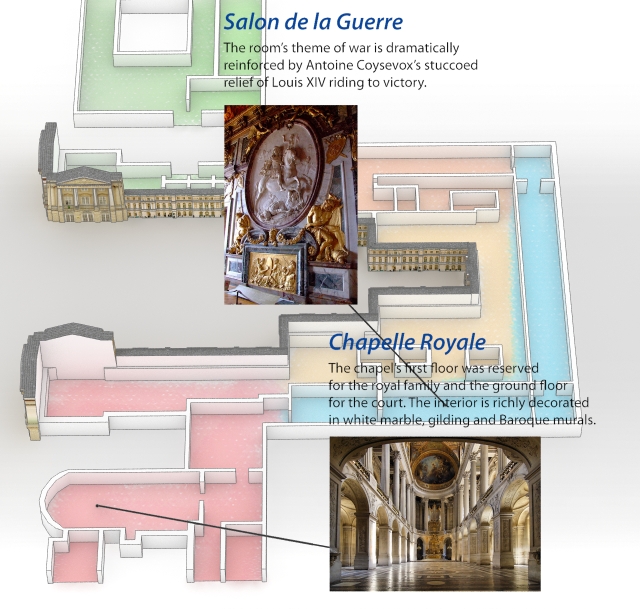 Salon de la Guerre
The room's theme of war is dramatically
reinforced by Antoine Coysevox's stuccoed
relief of Louis XIV riding to victory.
Chapelle Royale
The chapel's first floor was reserved
for the royal family and the ground floor
for the court. The interior is richly decorated
in white marble, gilding and Baroque murals.